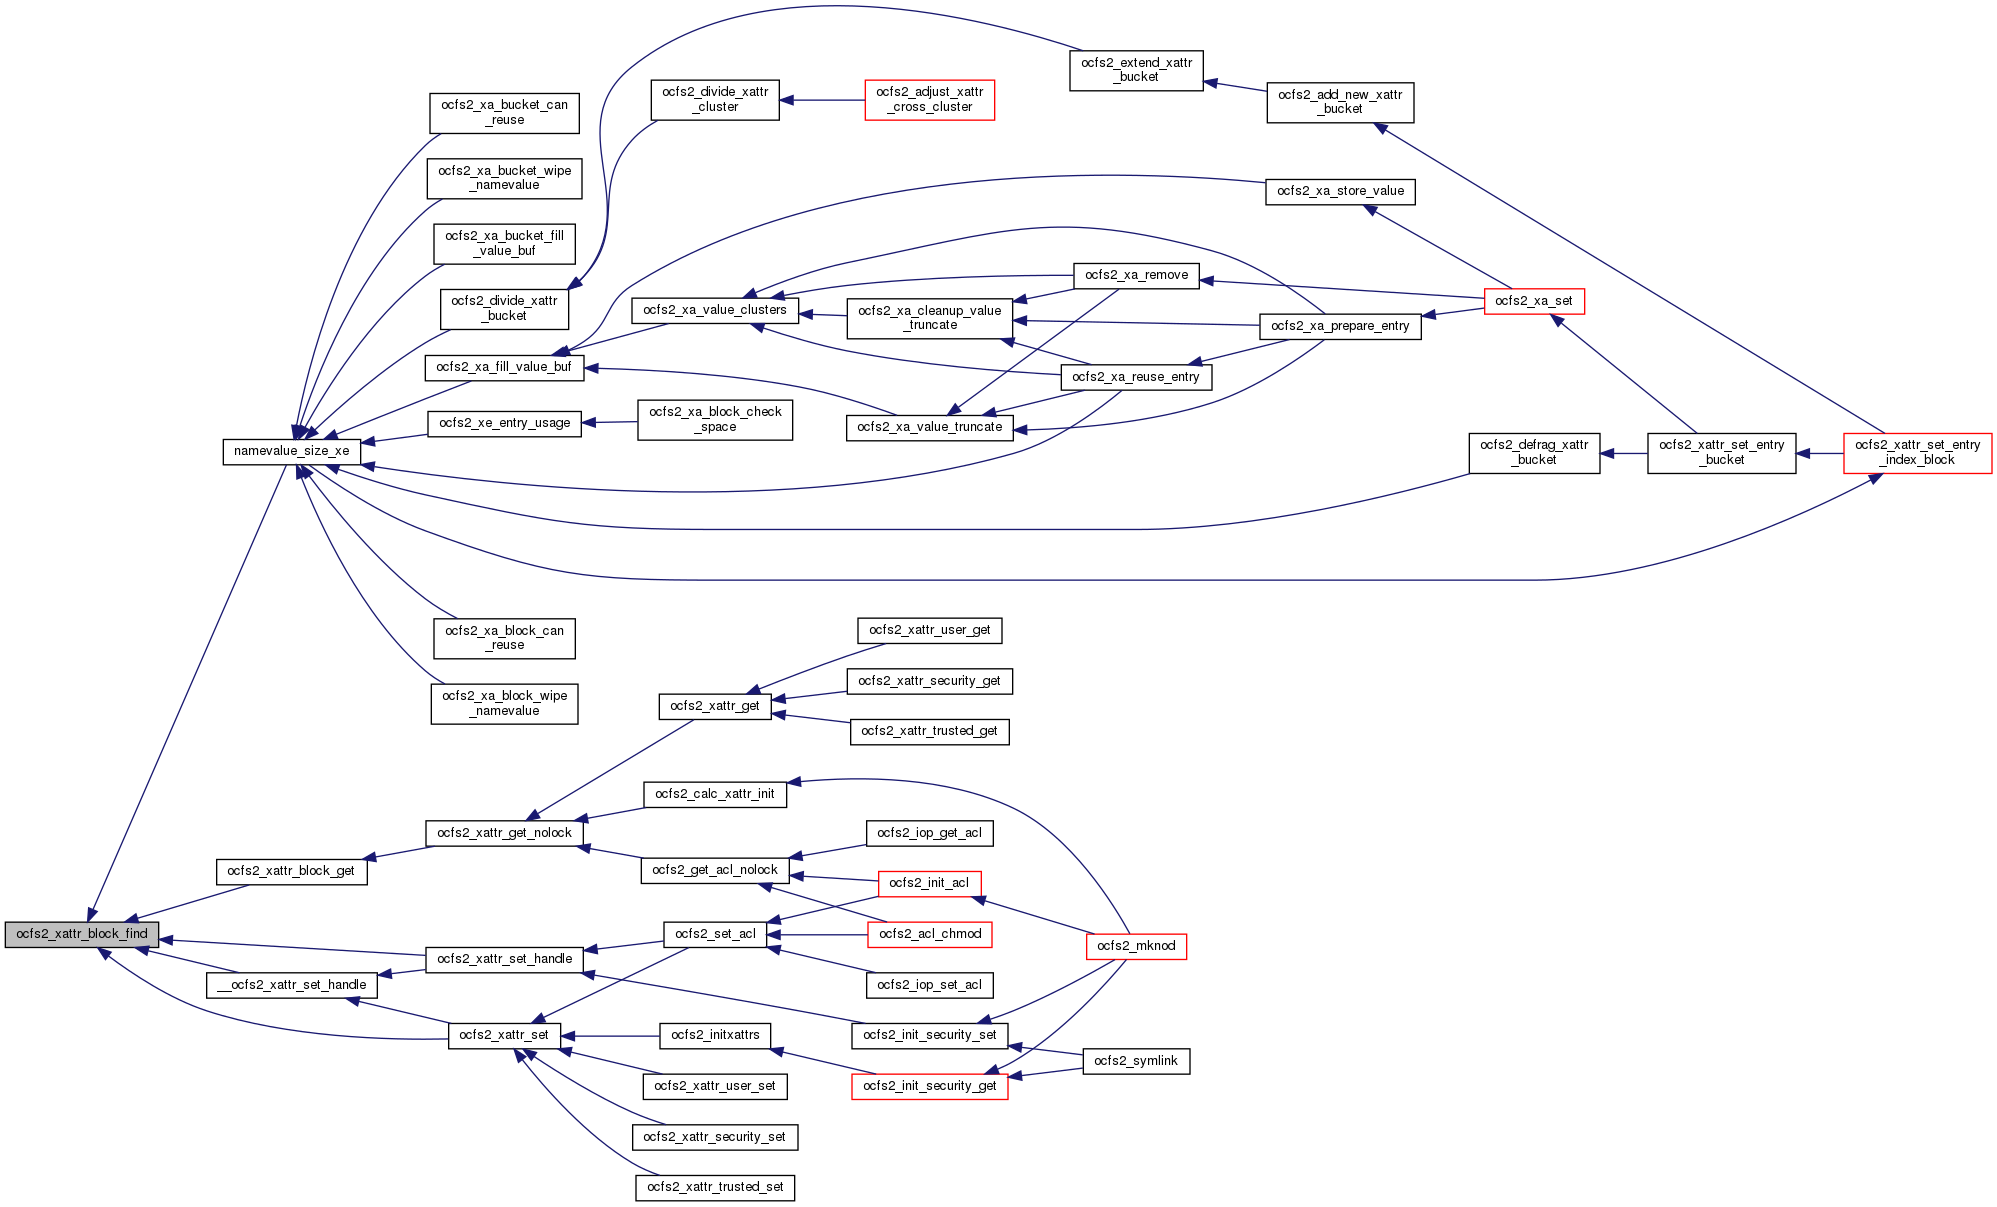 ocfs2_extend_xattr
_bucket
ocfs2_divide_xattr
_cluster
ocfs2_adjust_xattr
_cross_cluster
ocfs2_add_new_xattr
_bucket
ocfs2_xa_bucket_can
_reuse
ocfs2_xa_bucket_wipe
_namevalue
ocfs2_xa_store_value
ocfs2_xa_bucket_fill
_value_buf
ocfs2_xa_remove
ocfs2_divide_xattr
_bucket
ocfs2_xa_value_clusters
ocfs2_xa_cleanup_value
_truncate
ocfs2_xa_set
ocfs2_xa_prepare_entry
ocfs2_xa_fill_value_buf
ocfs2_xa_reuse_entry
ocfs2_xe_entry_usage
ocfs2_xa_block_check
_space
ocfs2_xa_value_truncate
namevalue_size_xe
ocfs2_defrag_xattr
_bucket
ocfs2_xattr_set_entry
_bucket
ocfs2_xattr_set_entry
_index_block
ocfs2_xa_block_can
_reuse
ocfs2_xattr_user_get
ocfs2_xattr_security_get
ocfs2_xa_block_wipe
_namevalue
ocfs2_xattr_get
ocfs2_xattr_trusted_get
ocfs2_calc_xattr_init
ocfs2_xattr_get_nolock
ocfs2_iop_get_acl
ocfs2_xattr_block_get
ocfs2_get_acl_nolock
ocfs2_init_acl
ocfs2_xattr_block_find
ocfs2_set_acl
ocfs2_acl_chmod
ocfs2_mknod
ocfs2_xattr_set_handle
__ocfs2_xattr_set_handle
ocfs2_iop_set_acl
ocfs2_xattr_set
ocfs2_initxattrs
ocfs2_init_security_set
ocfs2_symlink
ocfs2_xattr_user_set
ocfs2_init_security_get
ocfs2_xattr_security_set
ocfs2_xattr_trusted_set